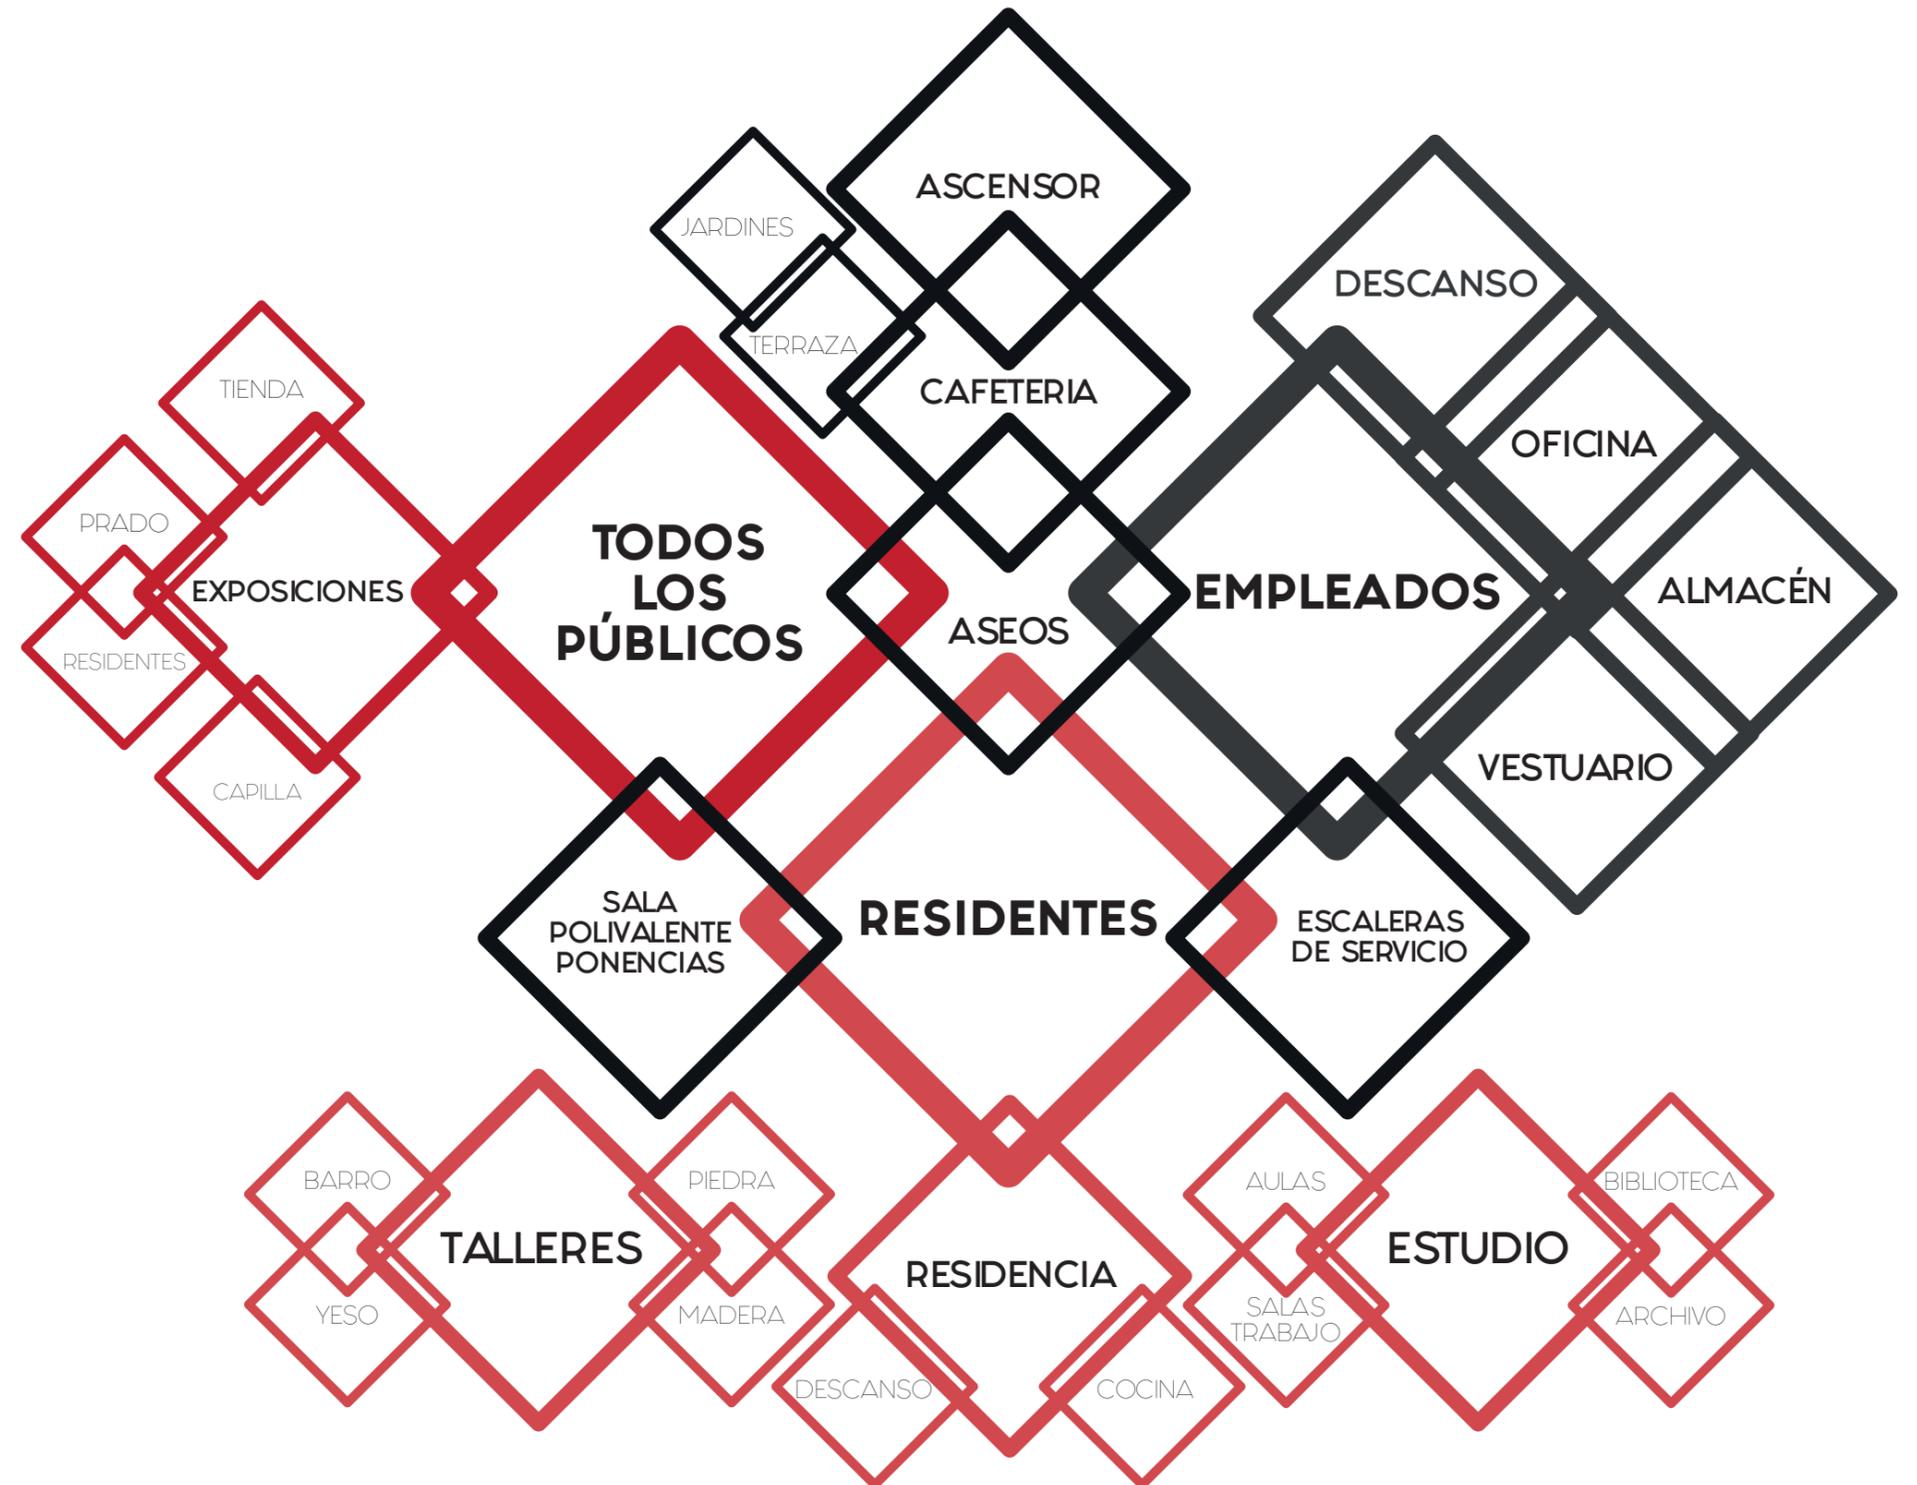 ASCENSOR
JARDINES
DESCANSO
TERRAZA
TIENDA
CAFETERIA
OFICINA
PRADO
TODOS
LOS
PÚBLICOS
EXPOSICIONES
EMPLEADOS
ALMACÉN
ASEOS
RESIDENTES
CAPILLA
VESTUARIO
SALA
POLIVALENTE
PONENCIAS
RESIDENTES
ESCALERAS
DE SERVICIO
BARRO
PIEDRA
AULAS
BIBLIOTECA
TALLERES
RESIDENCIA
ESTUDIO
YESO
MADERA
SALAS
TRABAJO
ARCHIVO
DESCANSO
COCINA